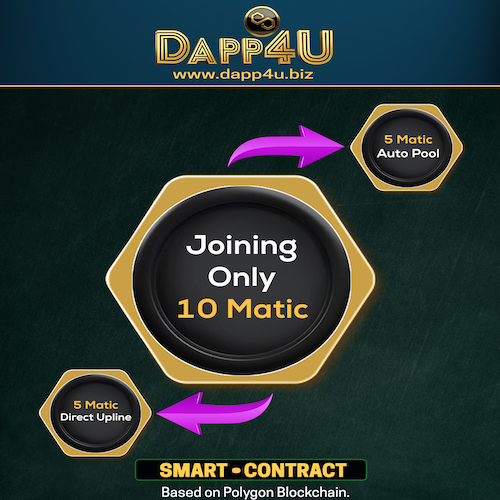 DAPP4U
www.dapp4u.biz
5 Matic
Auto Pool
Joining
Only
10 Matic
5 Matic
Direct Upline
SMART - CONTRACT
Based on Polygon Blockchain.